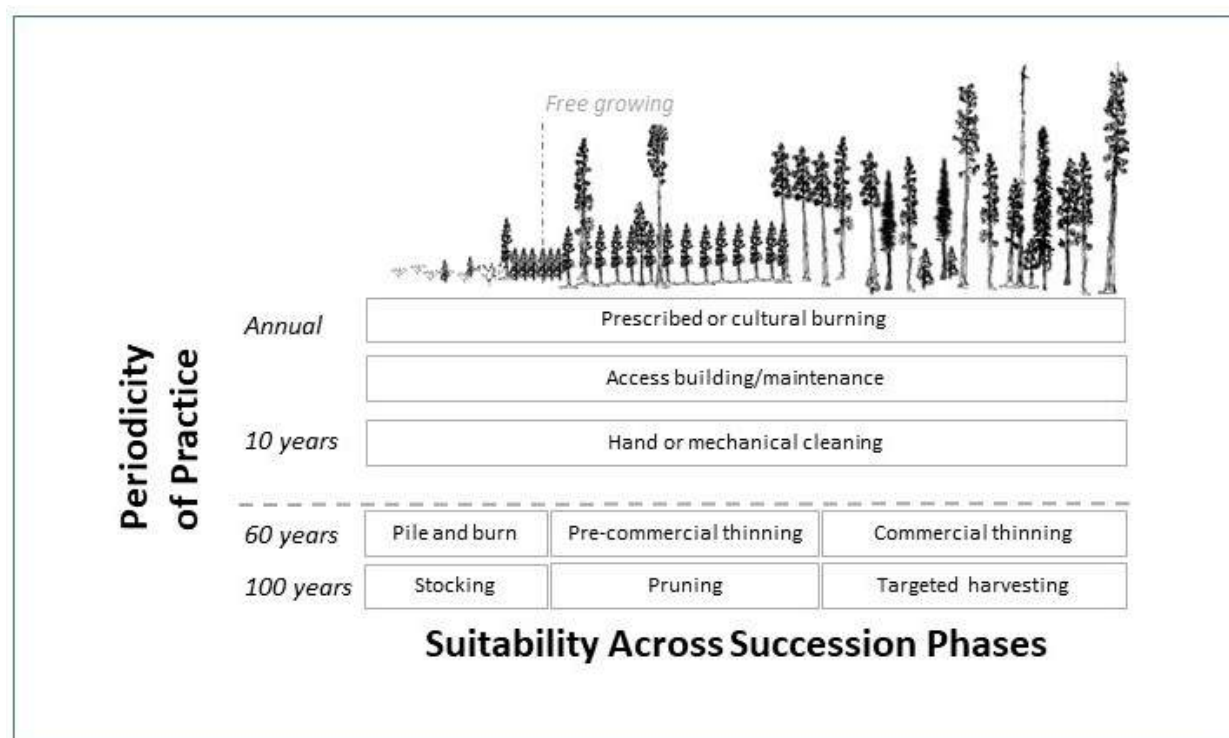 Free growing
Periodicity
of Practice
Annual
Prescribed or cultural burning
Access building/maintenance
10 years
Hand or mechanical cleaning
60 years
Pile and burn
Pre-commercial thinning
Commercial thinning
100 years
Stocking
Pruning
Targeted harvesting
Suitability Across Succession Phases